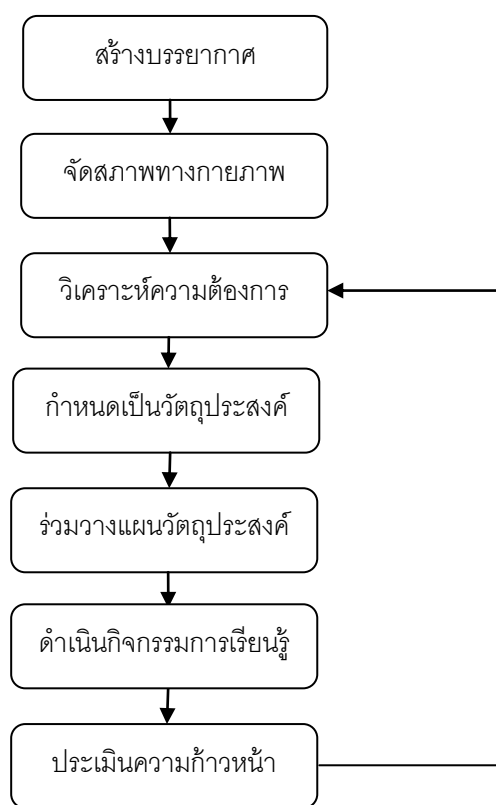 สร้างบรรยากาศ
จัดสภาพทางกายภาพ
วิเคราะห์ความต้องการ
กำหนดเป็นวัตถุประสงค์
ร่วมวางแผนวัตถุประสงค์
ดำเนินกิจกรรมการเรียนรู้
ประเมินความก้าวหน้า